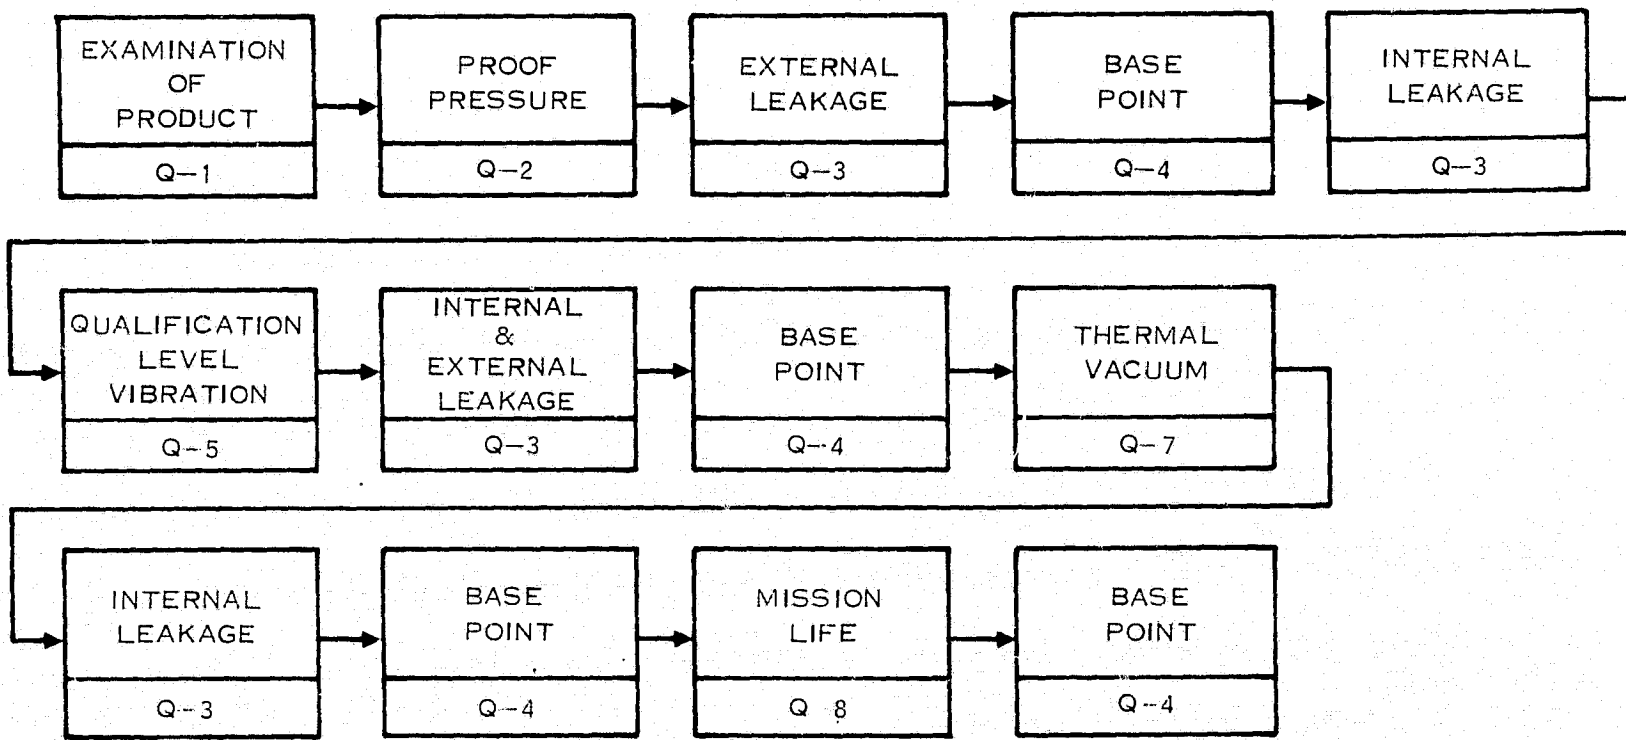 EXAMINATION
OF
PRODUCT
Q-1
PROOF
PRESSURE
Q-2
EXTERNAL
LEAKAGE
Q-3
BASE
POINT
Q-4
INTERNAL
LEAKAGE
Q-3
QUALIFICATION
LEVEL
VIBRATION
Q-5
INTERNAL
&
EXTERNAL
LEAKAGE
Q-3
BASE
POINT
Q-4
THERMAL
VACUUM
Q-7
INTERNAL
LEAKAGE
Q-3
BASE
POINT
Q-4
MISSION
LIFE
Q 8
BASE
POINT
Q-4